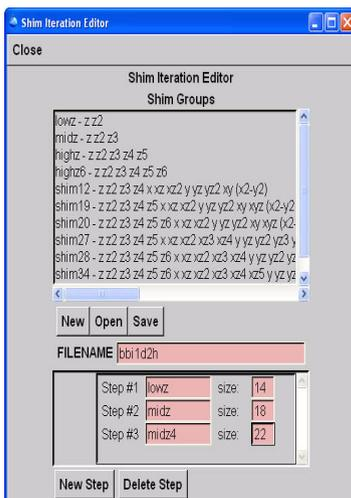 Shim Iteration Editor
Close
Shim Iteration Editor
Shim Groups
lowz - z z2
midz - z z2 z3
highz - z z2 z3 z4 z5
highz6 - z z2 z3 z4 z5 z6
shim12 - z z2 z3 z4 x xz xz2 y yz yz2 xy (x2-y2)
shim19 - z z2 z3 z4 z5 x xz xz2 y yz yz2 xy xyz (x2-y2
shim20 - z z2 z3 z4 z5 z6 x xz xz2 y yz yz2 xy xyz (x2-
shim27 - z z2 z3 z4 z5 x xz xz2 xz3 xz4 y yz yz2 yz3 y
shim28 - z z2 z3 z4 z5 z6 x xz xz2 xz3 xz4 y yz yz2 yz
shim34 - z z2 z3 z4 z5 z6 x xz xz2 xz3 xz4 xz5 y yz yz
New Open Save
FILENAME bbi1d2h
Step #1 lowz size: 14
Step #2 midz size: 18
Step #3 midz4 size: 22
New Step Delete Step